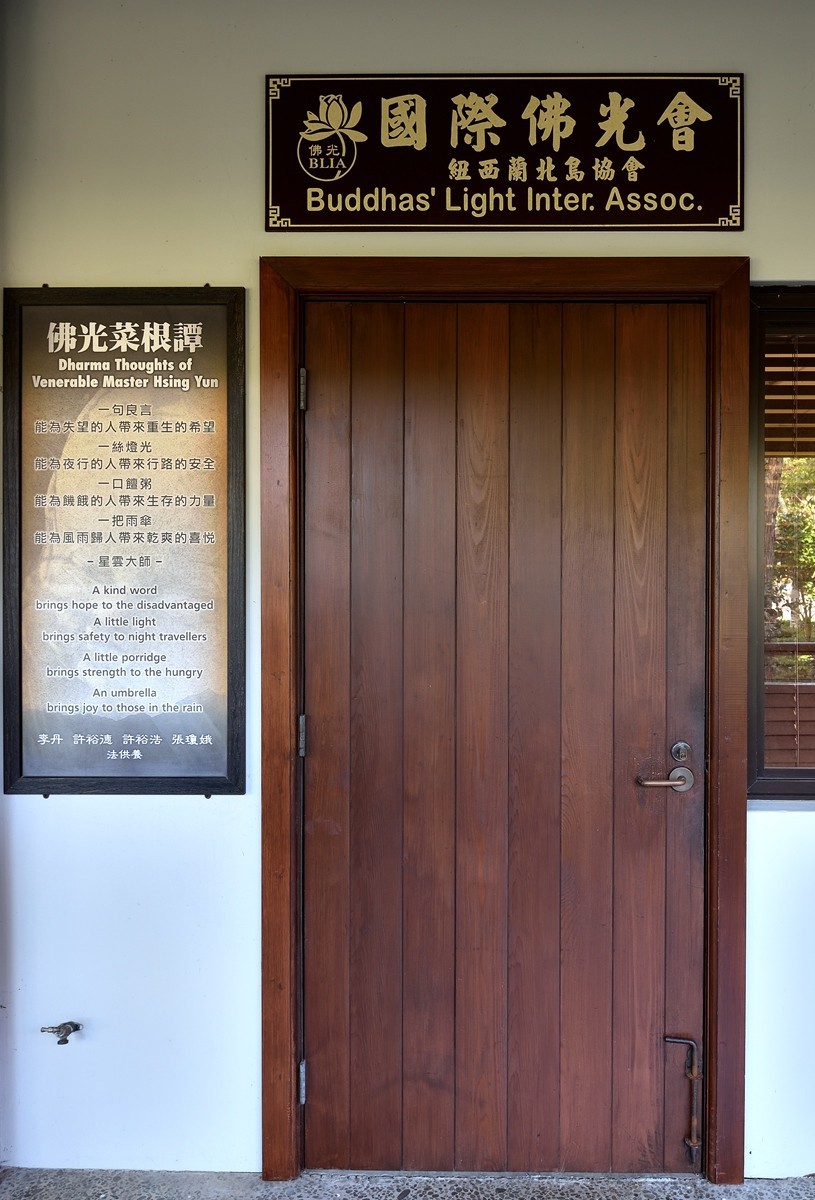 國際佛光會
佛光
BLIA
紐西蘭北島協會
Buddhas' Light Inter. Assoc.
佛光菜根譚
Dharma Thoughts of
Venerable Master Hsing Yun
一句良言
能為失望的人帶來重生的希望
一絲燈光
能為夜行的人帶來行路的安全
一口饘粥
能為饑餓的人帶來生存的力量
一把雨傘
能為風雨歸人帶來乾爽的喜悅
– 星雲大師 –
A kind word
brings hope to the disadvantaged
A little light
brings safety to night travellers
A little porridge
brings strength to the hungry
An umbrella
brings joy to those in the rain
李丹 許裕德 許裕浩 張瓊娥
法供養